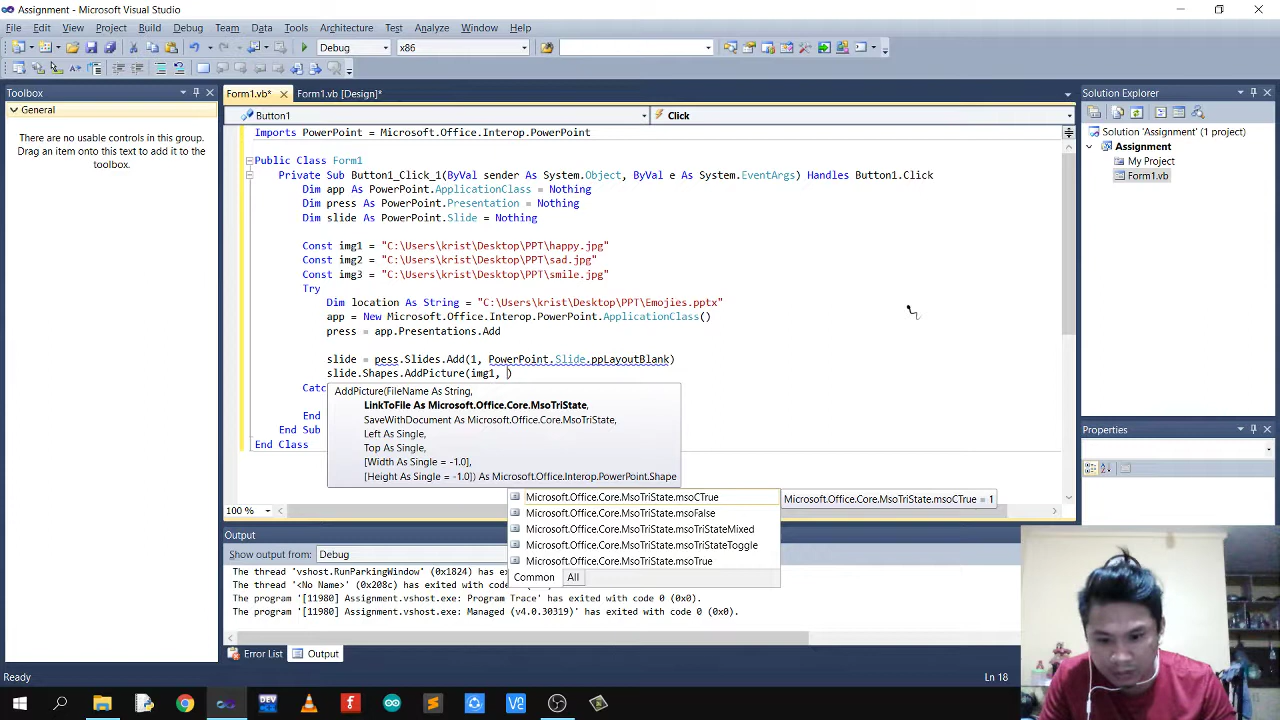 Assignment - Microsoft Visual Studio
File Edit View Project Build Debug Team Data Tools Architecture Test Analyze Window Help
Debug x86
Toolbox
General
There are no usable controls in this group. Drag an item onto this text to add it to the toolbox.
Form1.vb* Form1.vb [Design]*
Button1 Click
Imports PowerPoint = Microsoft.Office.Interop.PowerPoint
Public Class Form1
Private Sub Button1_Click_1(ByVal sender As System.Object, ByVal e As System.EventArgs) Handles Button1.Click
Dim app As PowerPoint.ApplicationClass = Nothing
Dim press As PowerPoint.Presentation = Nothing
Dim slide As PowerPoint.Slide = Nothing
Const img1 = "C:\Users\krist\Desktop\PPT\happy.jpg"
Const img2 = "C:\Users\krist\Desktop\PPT\sad.jpg"
Const img3 = "C:\Users\krist\Desktop\PPT\smile.jpg"
Try
Dim location As String = "C:\Users\krist\Desktop\PPT\Emojies.pptx"
app = New Microsoft.Office.Interop.PowerPoint.ApplicationClass()
press = app.Presentations.Add
slide = pess.Slides.Add(1, PowerPoint.Slide.ppLayoutBlank)
slide.Shapes.AddPicture(img1, )
Catc
AddPicture(FileName As String,
LinkToFile As Microsoft.Office.Core.MsoTriState,
SaveWithDocument As Microsoft.Office.Core.MsoTriState,
Left As Single,
Top As Single,
[Width As Single = -1.0],
[Height As Single = -1.0]) As Microsoft.Office.Interop.PowerPoint.Shape
End
End Sub
End Class
Microsoft.Office.Core.MsoTriState.msoCTrue
Microsoft.Office.Core.MsoTriState.msoFalse
Microsoft.Office.Core.MsoTriState.msoTriStateMixed
Microsoft.Office.Core.MsoTriState.msoTriStateToggle
Microsoft.Office.Core.MsoTriState.msoTrue
Common All
Microsoft.Office.Core.MsoTriState.msoCTrue = 1
100 %
Output
Show output from: Debug
The thread 'vshost.RunParkingWindow' (0x1824) has ex
The thread '<No Name>' (0x208c) has exited with code
The program '[11980] Assignment.vshost.exe: Program Trace' has exited with code 0 (0x0).
The program '[11980] Assignment.vshost.exe: Managed (v4.0.30319)' has exited with code 0 (0x0).
Error List Output
Ready
Ln 18
Solution Explorer
Solution 'Assignment' (1 project)
Assignment
My Project
Form1.vb
Properties